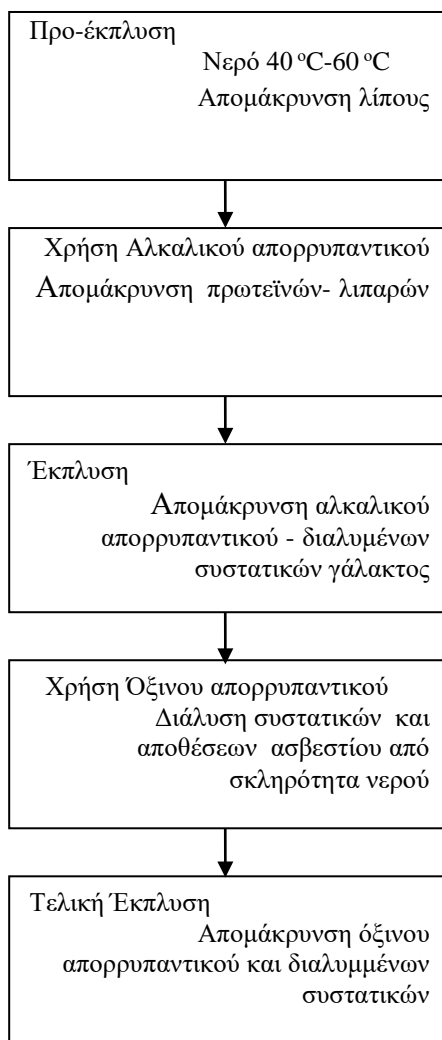 Προ-έκπλυση
Νερό 40 °C-60 °C
Απομάκρυνση λίπους
Χρήση Αλκαλικού απορρυπαντικού
Απομάκρυνση πρωτεϊνών- λιπαρών
Έκπλυση
Απομάκρυνση αλκαλικού
απορρυπαντικού - διαλυμένων
συστατικών γάλακτος
Χρήση Όξινου απορρυπαντικού
Διάλυση συστατικών και
αποθέσεων ασβεστίου από
σκληρότητα νερού
Τελική Έκπλυση
Απομάκρυνση όξινου
απορρυπαντικού και διαλυμμένων
συστατικών